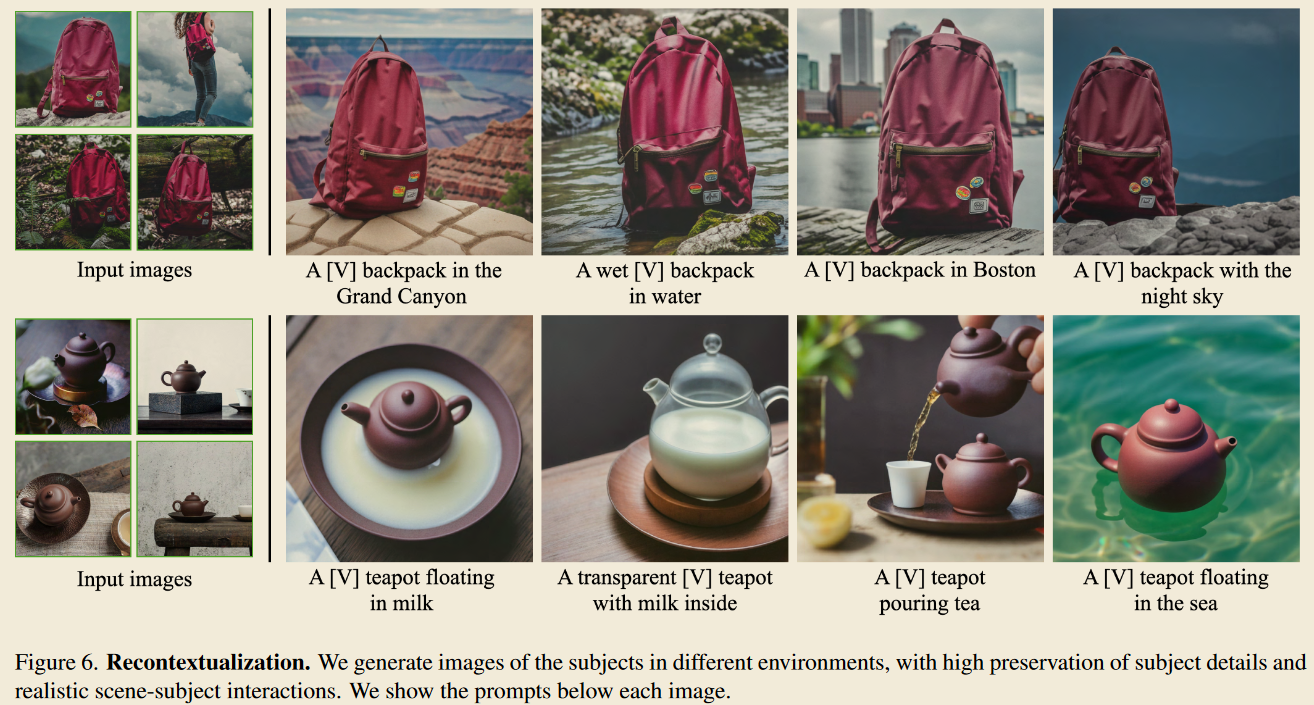 Input images
A [V] backpack in the
Grand Canyon
A wet [V] backpack
in water
A [V] backpack in Boston
A [V] backpack with the
night sky
Input images
A [V] teapot floating
in milk
A transparent [V] teapot
with milk inside
A [V] teapot
pouring tea
A [V] teapot floating
in the sea
Figure 6. Recontextualization. We generate images of the subjects in different environments, with high preservation of subject details and
realistic scene-subject interactions. We show the prompts below each image.